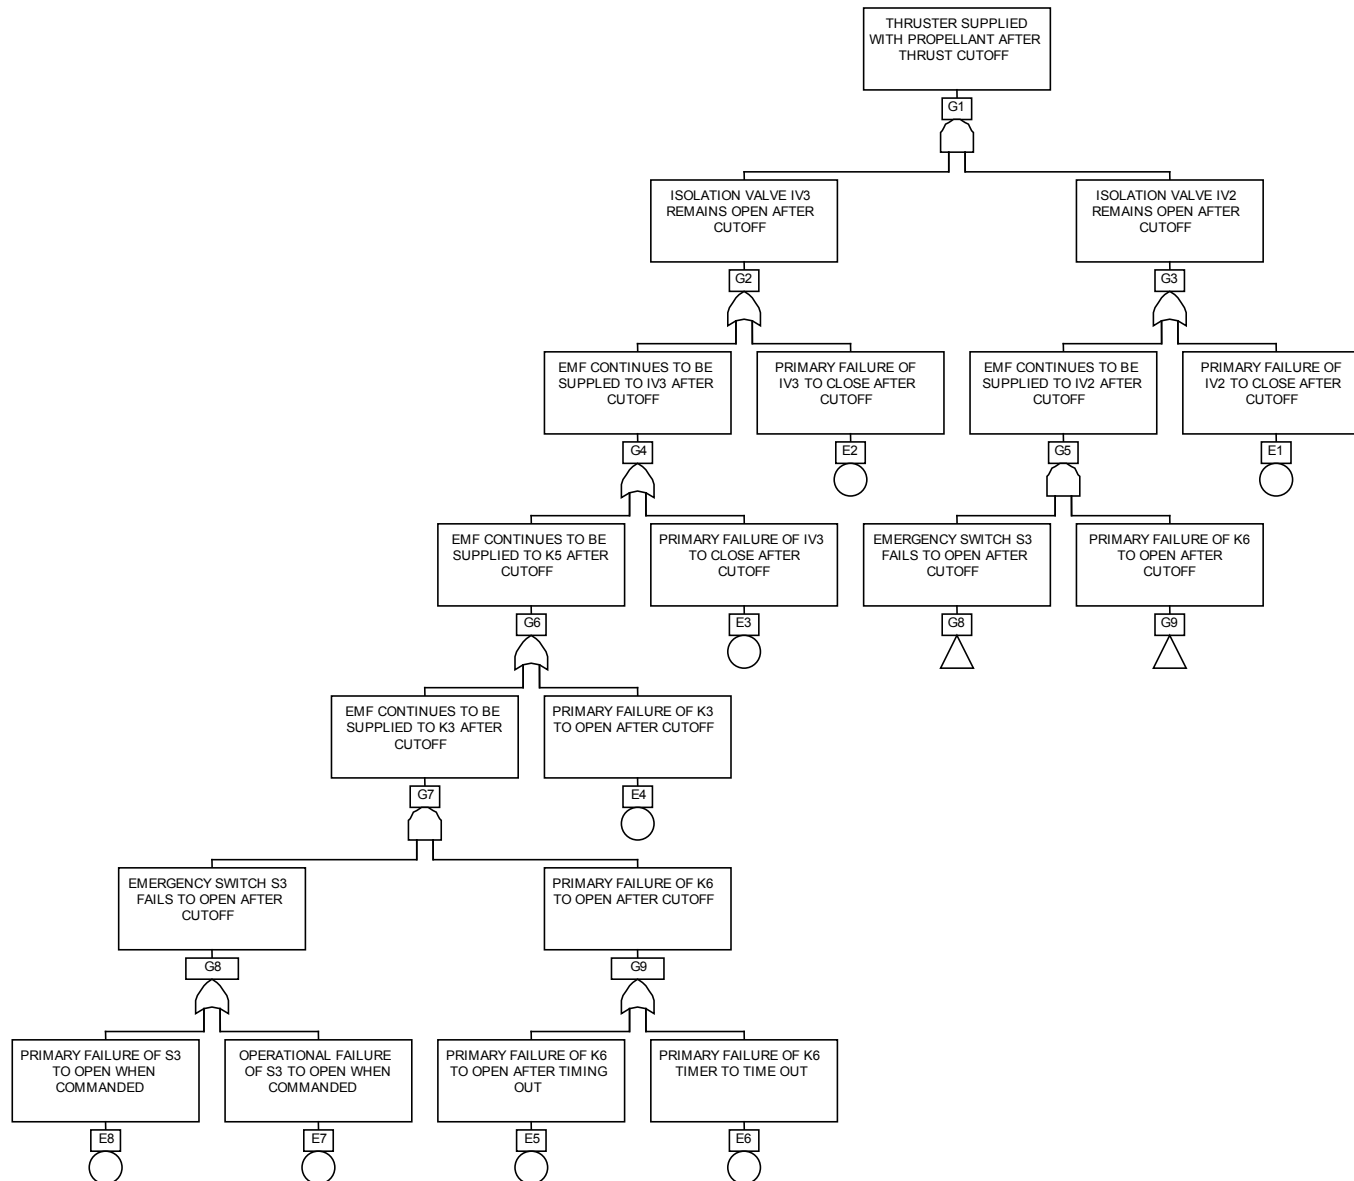 THRUSTER SUPPLIED
WITH PROPELLANT AFTER
THRUST CUTOFF
G1
ISOLATION VALVE IV3
REMAINS OPEN AFTER
CUTOFF
G2
ISOLATION VALVE IV2
REMAINS OPEN AFTER
CUTOFF
G3
EMF CONTINUES TO BE
SUPPLED TO IV3 AFTER
CUTOFF
G4
PRIMARY FAILURE OF
IV3 TO CLOSE AFTER
CUTOFF
E2
EMF CONTINUES TO BE
SUPPLIED TO IV2 AFTER
CUTOFF
G5
PRIMARY FAILURE OF
IV2 TO CLOSE AFTER
CUTOFF
E1
EMF CONTINUES TO BE
SUPPLIED TO K5 AFTER
CUTOFF
G6
PRIMARY FAILURE OF IV3
TO CLOSE AFTER
CUTOFF
E3
EMERGENCY SWITCH S3
FAILS TO OPEN AFTER
CUTOFF
G8
PRIMARY FAILURE OF K6
TO OPEN AFTER
CUTOFF
G9
EMF CONTINUES TO BE
SUPPLIED TO K3 AFTER
CUTOFF
G7
PRIMARY FAILURE OF K3
TO OPEN AFTER CUTOFF
E4
EMERGENCY SWITCH S3
FAILS TO OPEN AFTER
CUTOFF
G8
PRIMARY FAILURE OF K6
TO OPEN AFTER CUTOFF
G9
PRIMARY FAILURE OF S3
TO OPEN WHEN
COMMANDED
E8
OPERATIONAL FAILURE
OF S3 TO OPEN WHEN
COMMANDED
E7
PRIMARY FAILURE OF K6
TO OPEN AFTER TIMING
OUT
E5
PRIMARY FAILURE OF K6
TIMER TO TIME OUT
E6